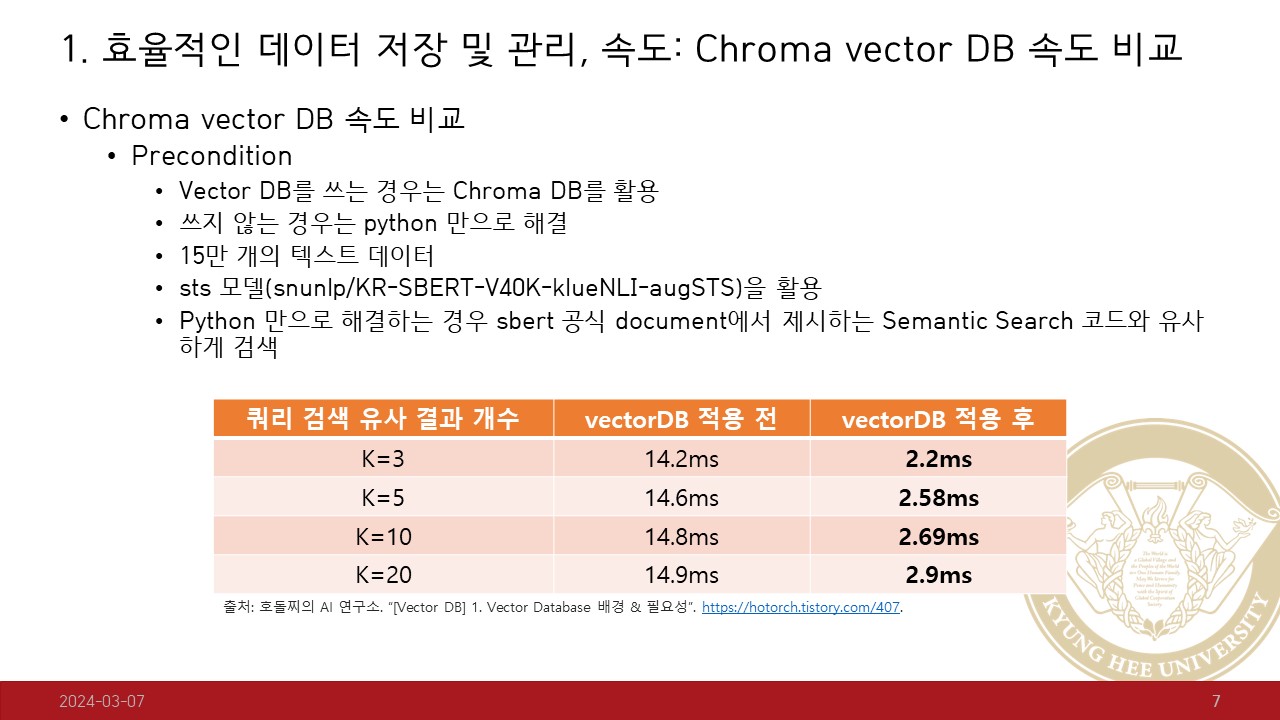 1. 효율적인 데이터 저장 및 관리, 속도: Chroma vector DB 속도 비교
• Chroma vector DB 속도 비교
• Precondition
• Vector DB를 쓰는 경우는 Chroma DB를 활용
• 쓰지 않는 경우는 python 만으로 해결
• 15만 개의 텍스트 데이터
• sts 모델(snunlp/KR-SBERT-V40K-klueNLI-augSTS)을 활용
• Python 만으로 해결하는 경우 sbert 공식 document에서 제시하는 Semantic Search 코드와 유사
하게 검색
쿼리 검색 유사 결과 개수 vectorDB 적용 전 vectorDB 적용 후
K=3 14.2ms 2.2ms
K=5 14.6ms 2.58ms
K=10 14.8ms 2.69ms
K=20 14.9ms 2.9ms
출처: 호돌찌의 AI 연구소, “[Vector DB] 1. Vector Database 배경 & 필요성”. https://hotorch.tistory.com/407.
KYUNG HEE UNIVERSITY
2024-03-07
7